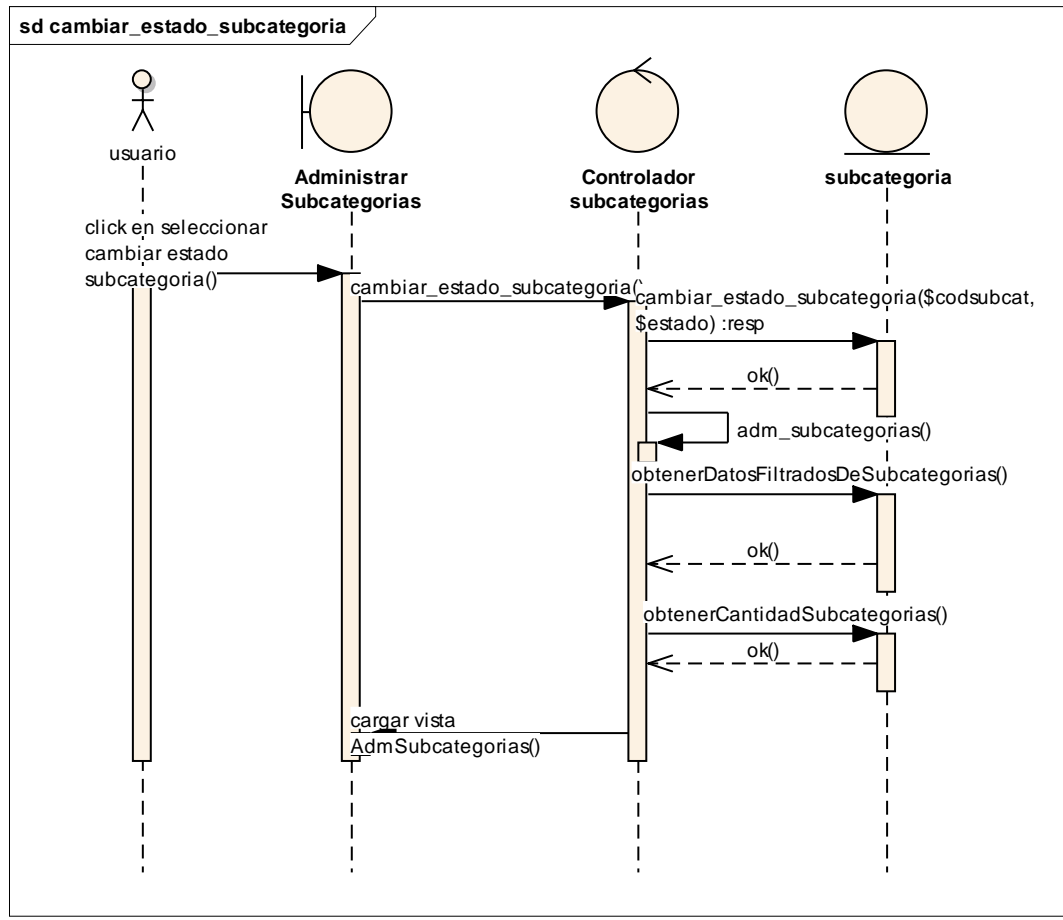 sd cambiar_estado_subcategoria
usuario
Administrar
Subcategorias
Controlador
subcategorias
subcategoria
click en seleccionar
cambiar estado
subcategoria()
cambiar_estado_subcategoria()
cambiar_estado_subcategoria($codsubcat,
$estado) :resp
ok()
adm_subcategorias()
obtenerDatosFiltradosDeSubcategorias()
ok()
obtenerCantidadSubcategorias()
ok()
cargar vista
AdmSubcategorias()